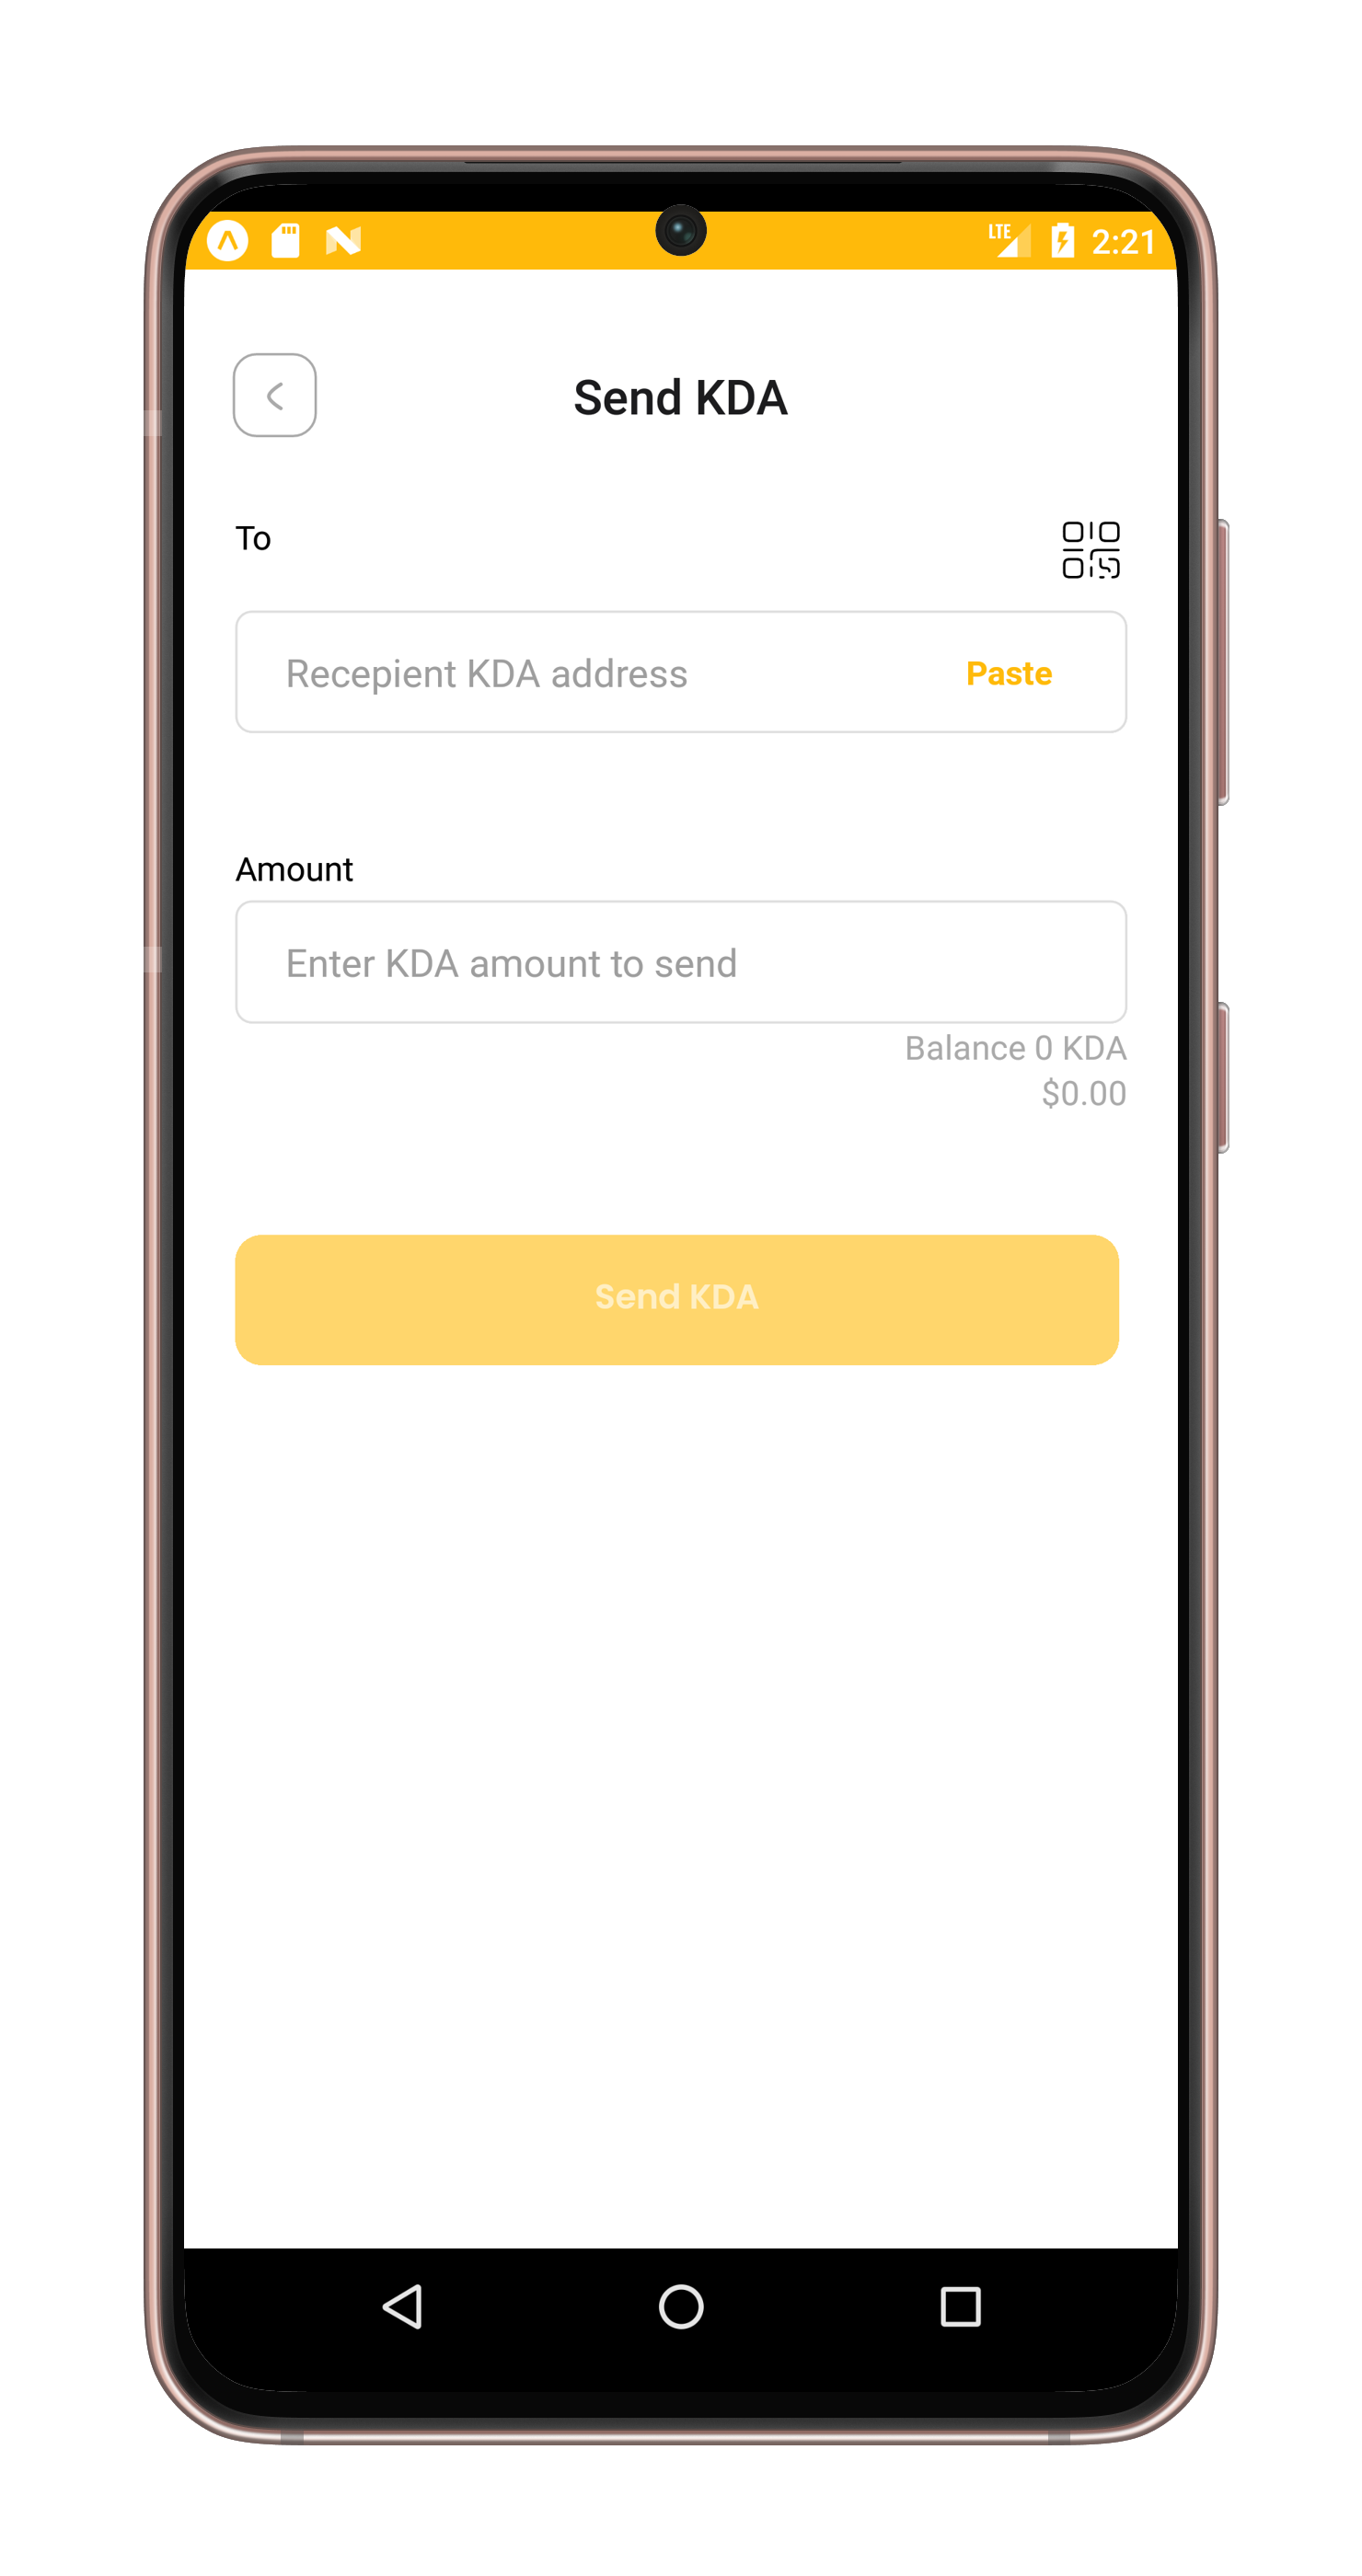 LTE 2:21
Send KDA
To
Recepient KDA address Paste
Amount
Enter KDA amount to send
Balance 0 KDA
$0.00
Send KDA